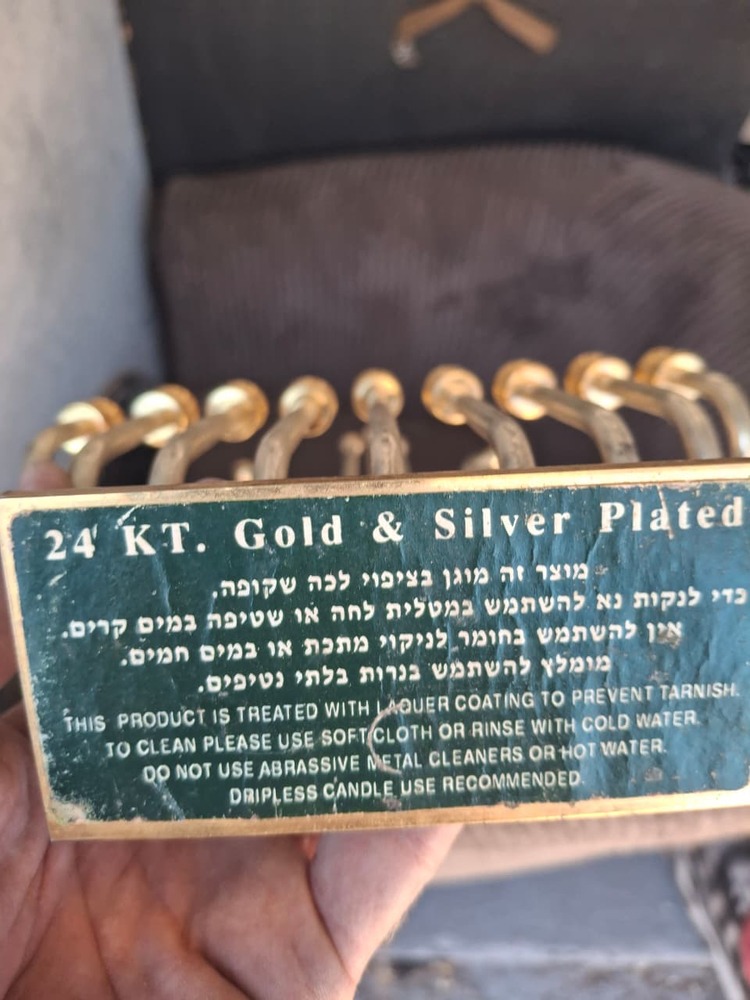 24 KT. Gold & Silver Plated
מוצר זה מוגן בציפוי לכה שקופה.
כדי לנקות נא להשתמש במטלית לחה או שטיפה במים קרים.
אין להשתמש בחומר לניקוי מתכת או במים חמים.
מומלץ להשתמש בנרות בלתי נטיפים.
THIS PRODUCT IS TREATED WITH LAQUER COATING TO PREVENT TARNISH.
TO CLEAN PLEASE USE SOFT CLOTH OR RINSE WITH COLD WATER.
DO NOT USE ABRASSIVE METAL CLEANERS OR HOT WATER.
DRIPLESS CANDLE USE RECOMMENDED.